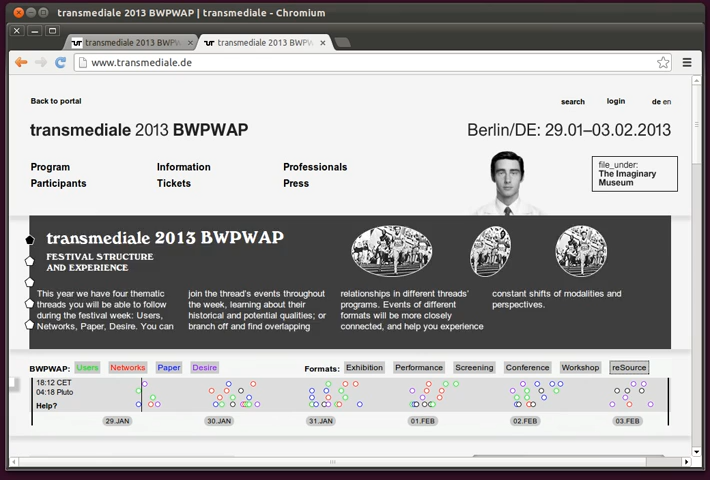 transmediale 2013 BWPWAP | transmediale - Chromium
transmediale 2013 BWPW
transmediale 2013 BWPW
www.transmediale.de
Back to portal
search login de en
transmediale 2013 BWPWAP
Berlin/DE: 29.01–03.02.2013
Program Information Professionals
Participants Tickets Press
file_under:
The Imaginary
Museum
transmediale 2013 BWPWAP
FESTIVAL STRUCTURE
AND EXPERIENCE
This year we have four thematic
threads you will be able to follow
during the festival week: Users,
Networks, Paper, Desire. You can
join the thread's events throughout
the week, learning about their
historical and potential qualities; or
branch off and find overlapping
relationships in different threads'
programs. Events of different
formats will be more closely
connected, and help you experience
constant shifts of modalities and
perspectives.
BWPWAP: Users Networks Paper Desire
Formats: Exhibition Performance Screening Conference Workshop reSource
18:12 CET
04:18 Pluto
Help?
29.JAN 30.JAN 31.JAN 01.FEB 02.FEB 03.FEB